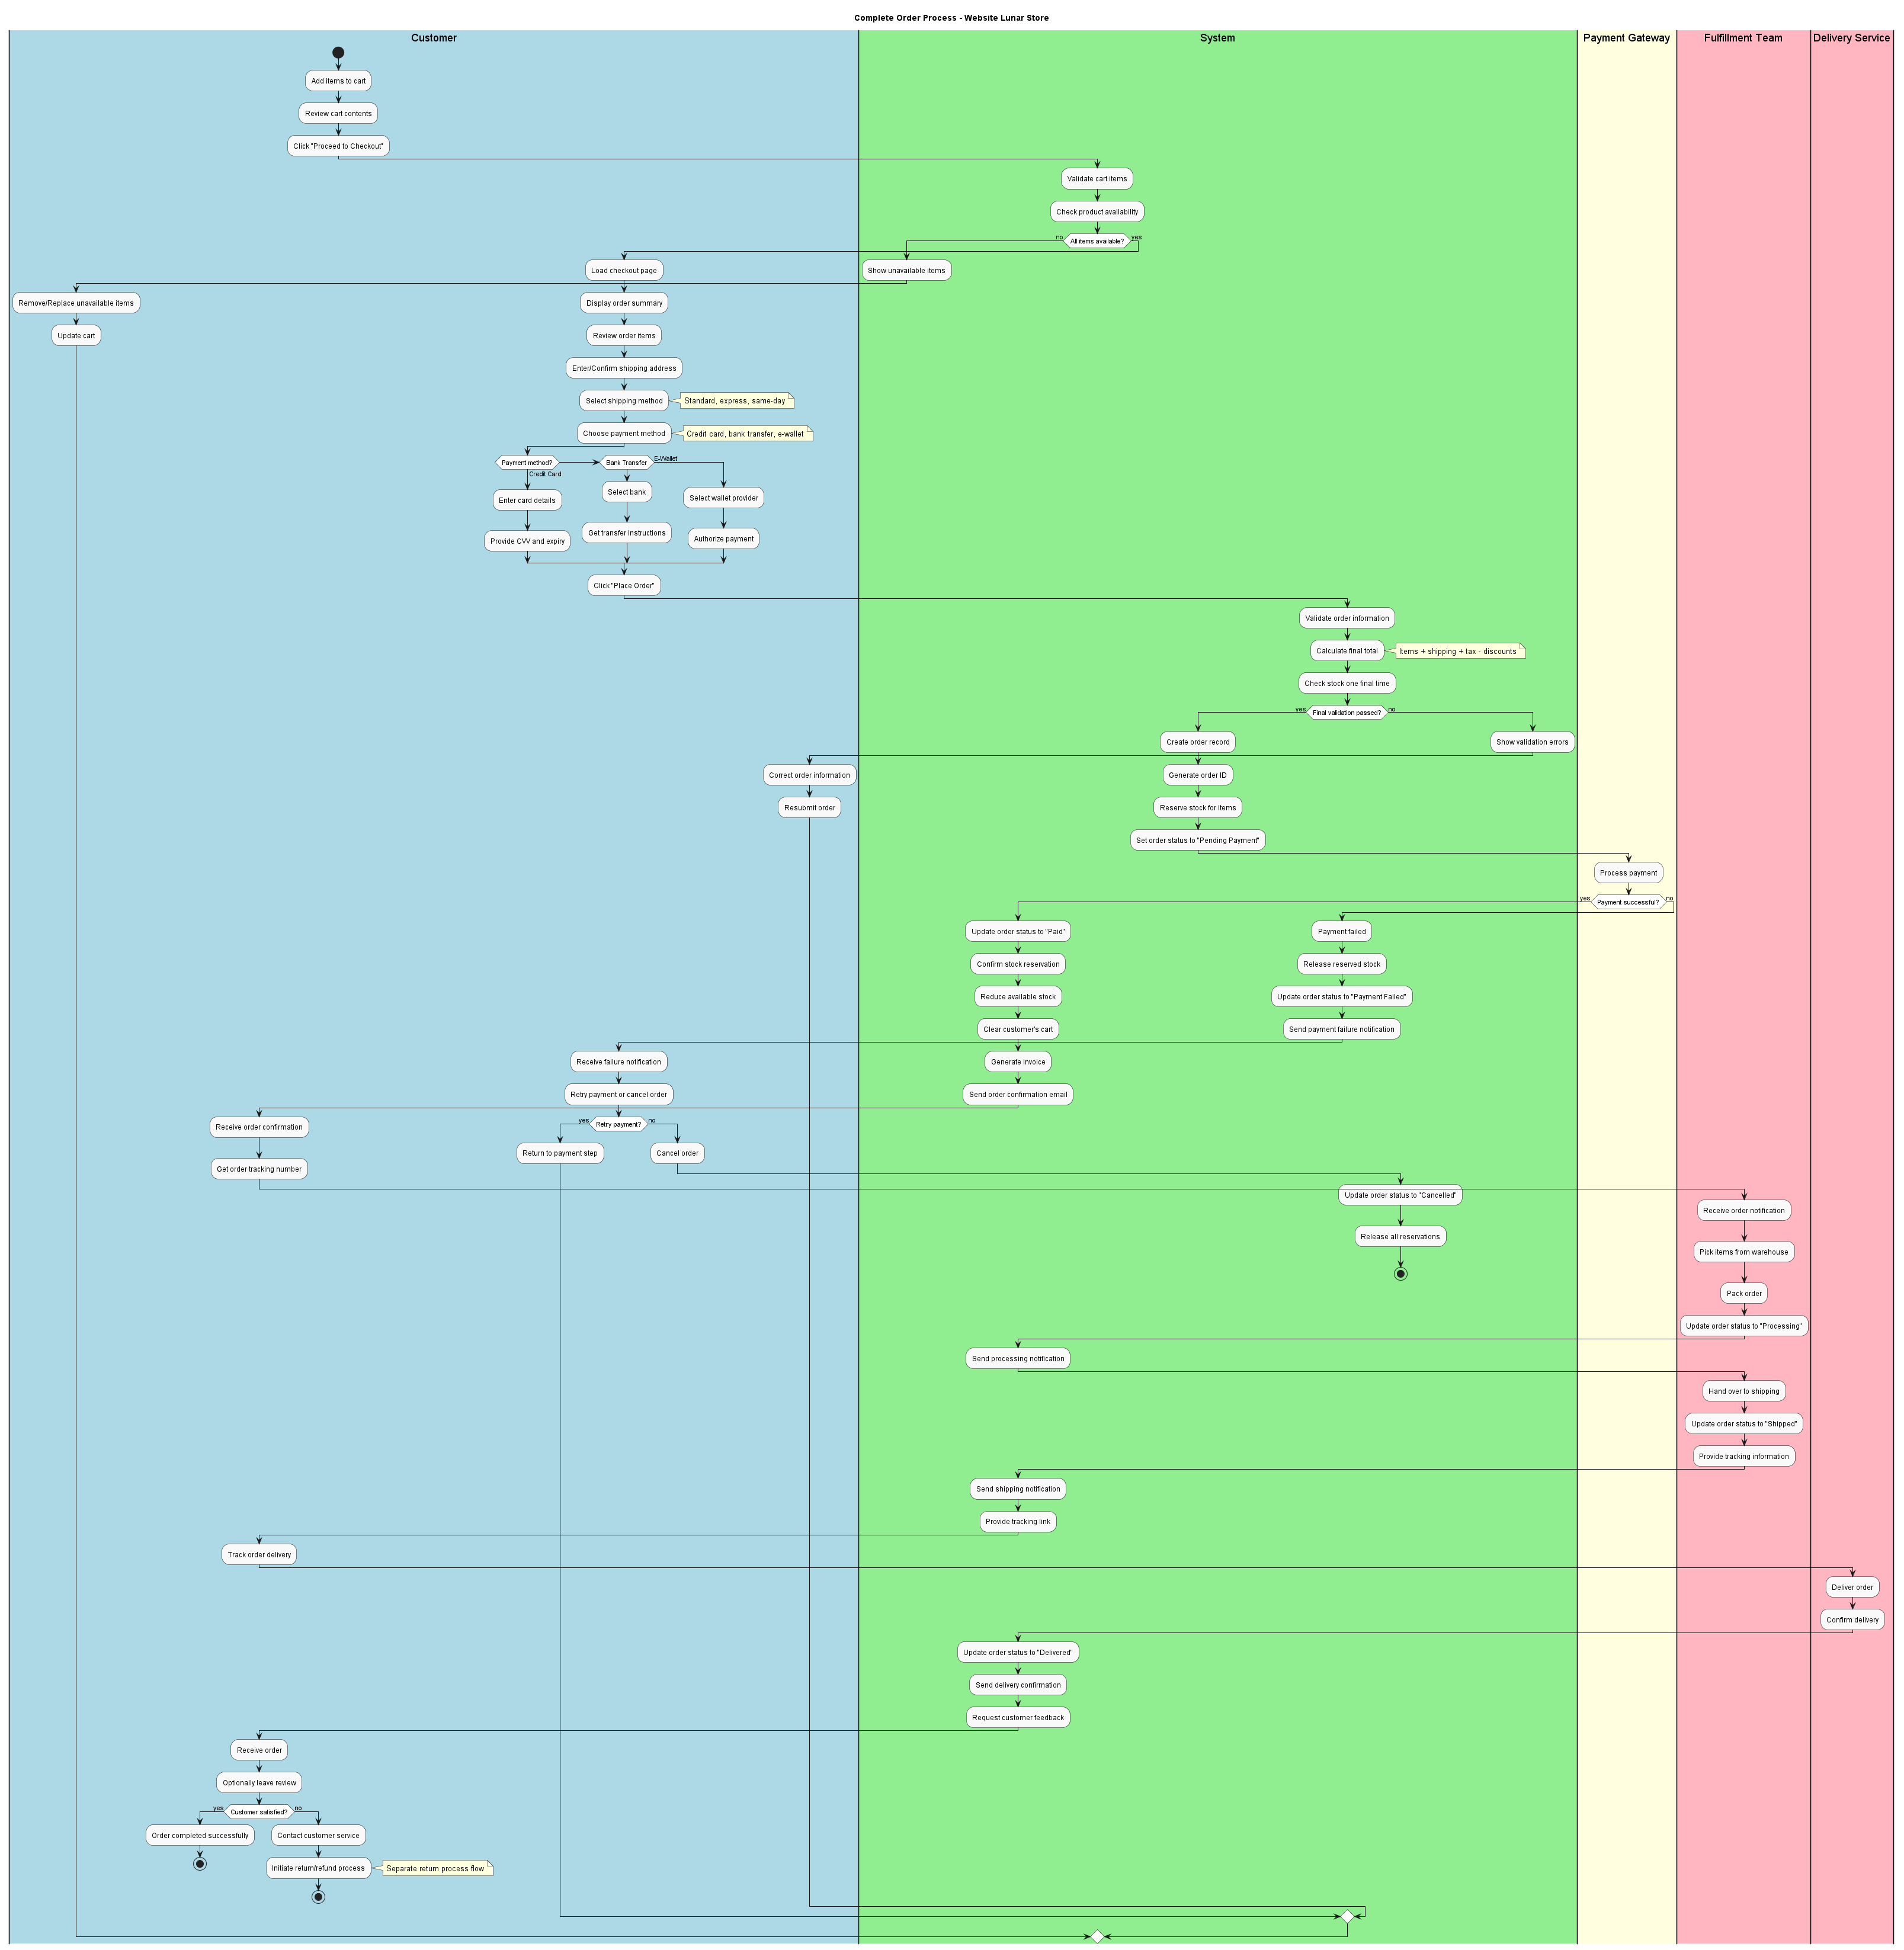 Complete Order Process - Website Lunar Store
Customer
System
Payment Gateway
Fulfillment Team
Delivery Service
Add items to cart
Review cart contents
Click "Proceed to Checkout"
Validate cart items
Check product availability
no
All items available?
yes
Load checkout page
Show unavailable items
Remove/Replace unavailable items
Display order summary
Update cart
Review order items
Enter/Confirm shipping address
Select shipping method
Standard, express, same-day
Choose payment method
Credit card, bank transfer, e-wallet
Payment method?
Bank Transfer
E-Wallet
Credit Card
Enter card details
Select bank
Select wallet provider
Provide CVV and expiry
Get transfer instructions
Authorize payment
Click "Place Order"
Validate order information
Calculate final total
Items + shipping + tax - discounts
Check stock one final time
yes
Final validation passed?
no
Create order record
Show validation errors
Correct order information
Generate order ID
Resubmit order
Reserve stock for items
Set order status to "Pending Payment"
Process payment
yes
Payment successful?
no
Update order status to "Paid"
Payment failed
Confirm stock reservation
Release reserved stock
Reduce available stock
Update order status to "Payment Failed"
Clear customer's cart
Send payment failure notification
Receive failure notification
Generate invoice
Retry payment or cancel order
Send order confirmation email
Receive order confirmation
yes
Retry payment?
no
Return to payment step
Cancel order
Get order tracking number
Update order status to "Cancelled"
Receive order notification
Release all reservations
Pick items from warehouse
Pack order
Update order status to "Processing"
Send processing notification
Hand over to shipping
Update order status to "Shipped"
Provide tracking information
Send shipping notification
Provide tracking link
Track order delivery
Deliver order
Confirm delivery
Update order status to "Delivered"
Send delivery confirmation
Request customer feedback
Receive order
Optionally leave review
yes
Customer satisfied?
no
Order completed successfully
Contact customer service
Initiate return/refund process
Separate return process flow